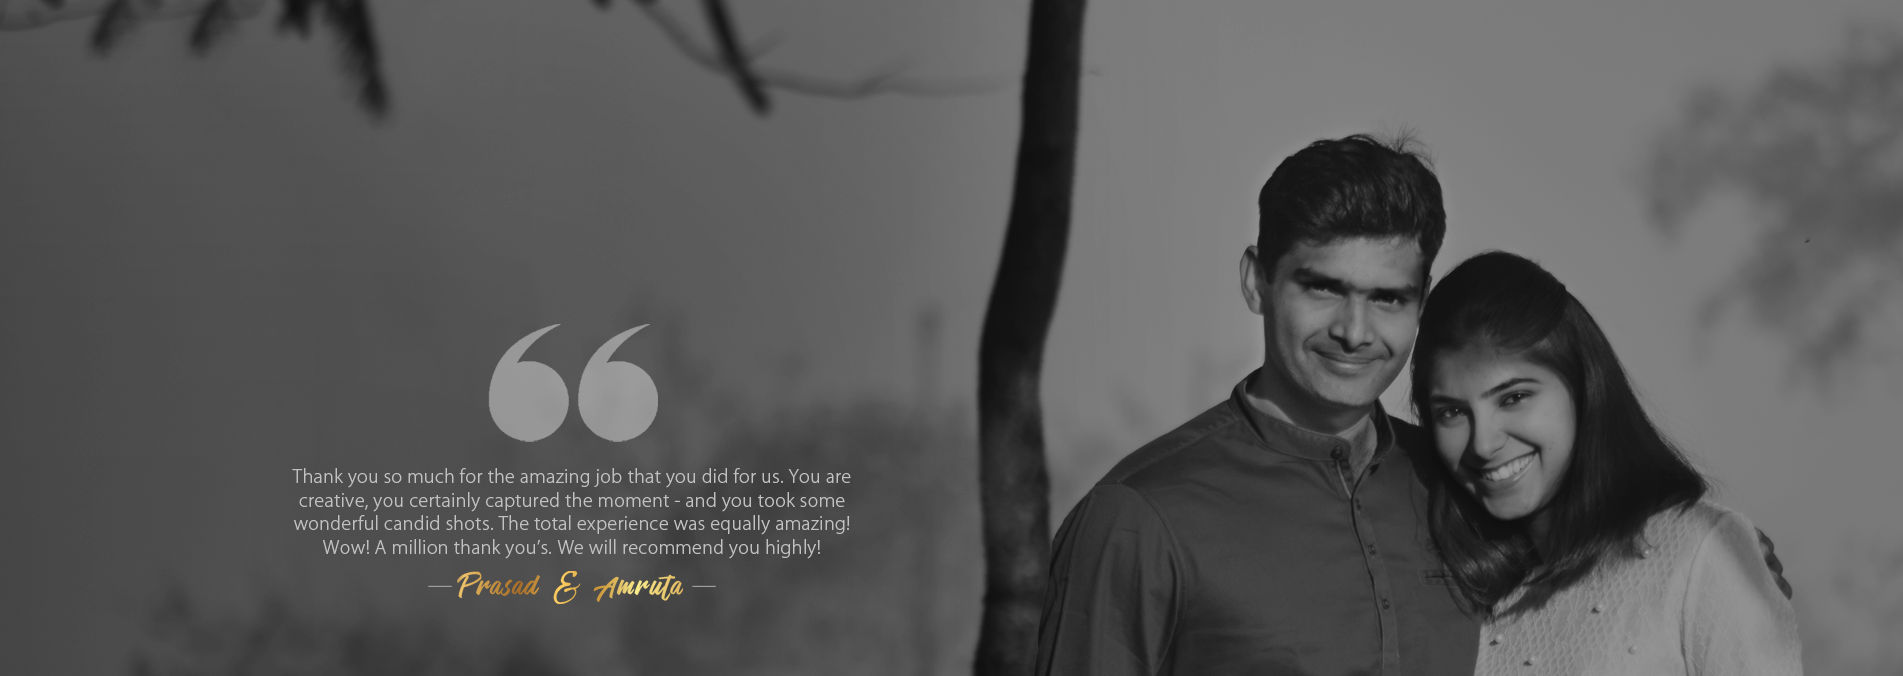 Thank you so much for the amazing job that you did for us. You are
creative, you certainly captured the moment - and you took some
wonderful candid shots. The total experience was equally amazing!
Wow! A million thank you’s. We will recommend you highly!
Prasad & Amruta